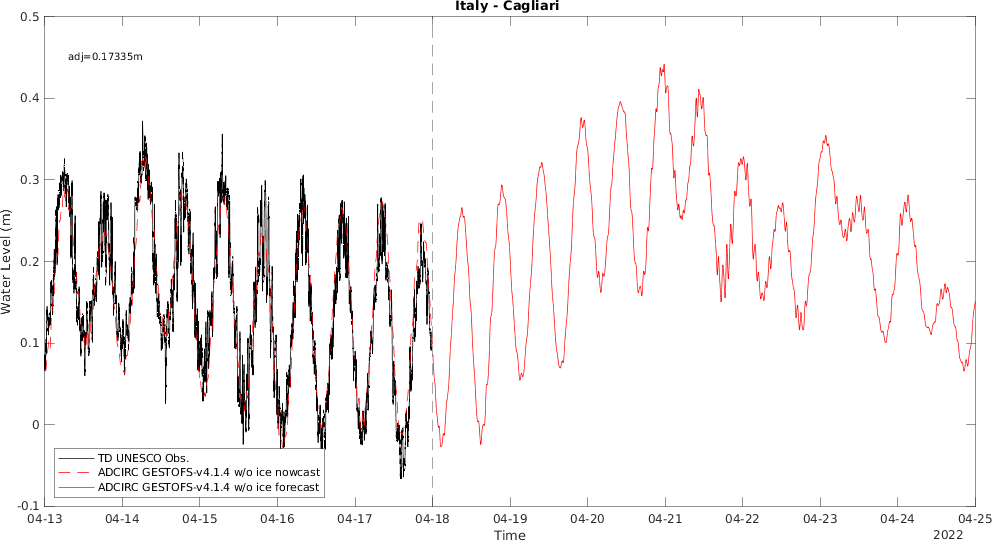 Italy - Cagliari
adj=0.17335m
0.5
0.4
0.3
0.2
0.1
0
-0.1
Water Level (m)
TD UNESCO Obs.
ADCIRC GESTOFS-v4.1.4 w/o ice nowcast
ADCIRC GESTOFS-v4.1.4 w/o ice forecast
04-13 04-14 04-15 04-16 04-17 04-18 04-19 04-20 04-21 04-22 04-23 04-24 04-25
Time
2022